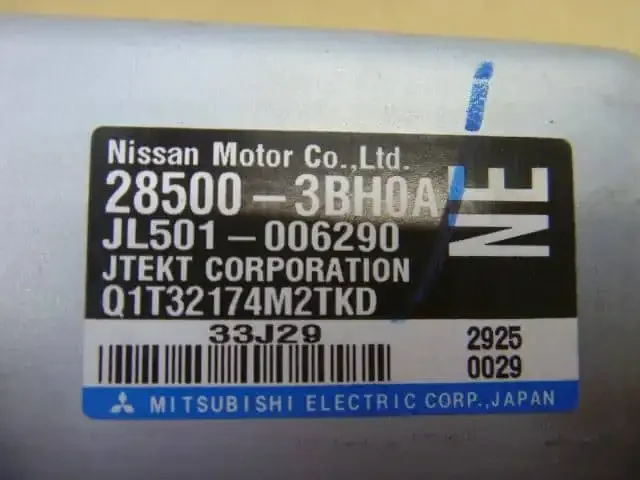 Nissan Motor Co.,Ltd.
28500-3BH0A
JL501-006290
JTEKT CORPORATION
Q1T32174M2TKD
NE
33J29
2925
0029
MITSUBISHI ELECTRIC CORP.,JAPAN